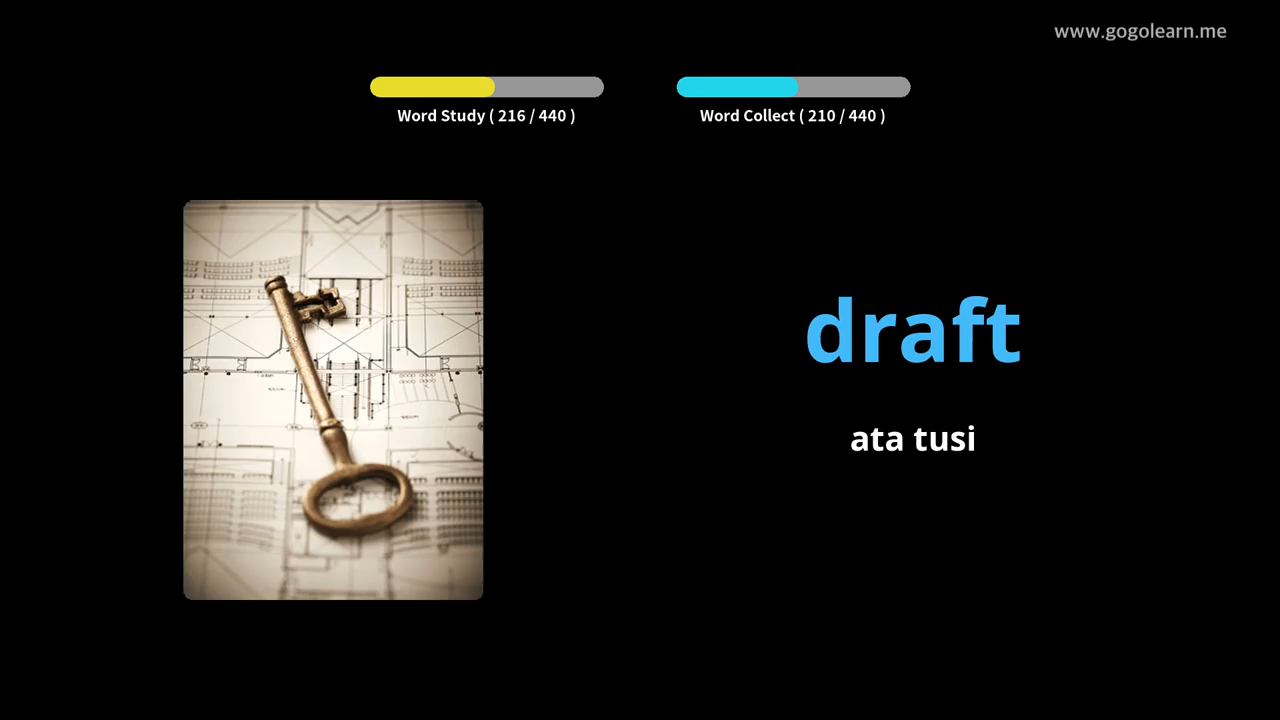 www.gogolearn.me
Word Study ( 216 / 440 )
Word Collect ( 210 / 440 )
draft
ata tusi